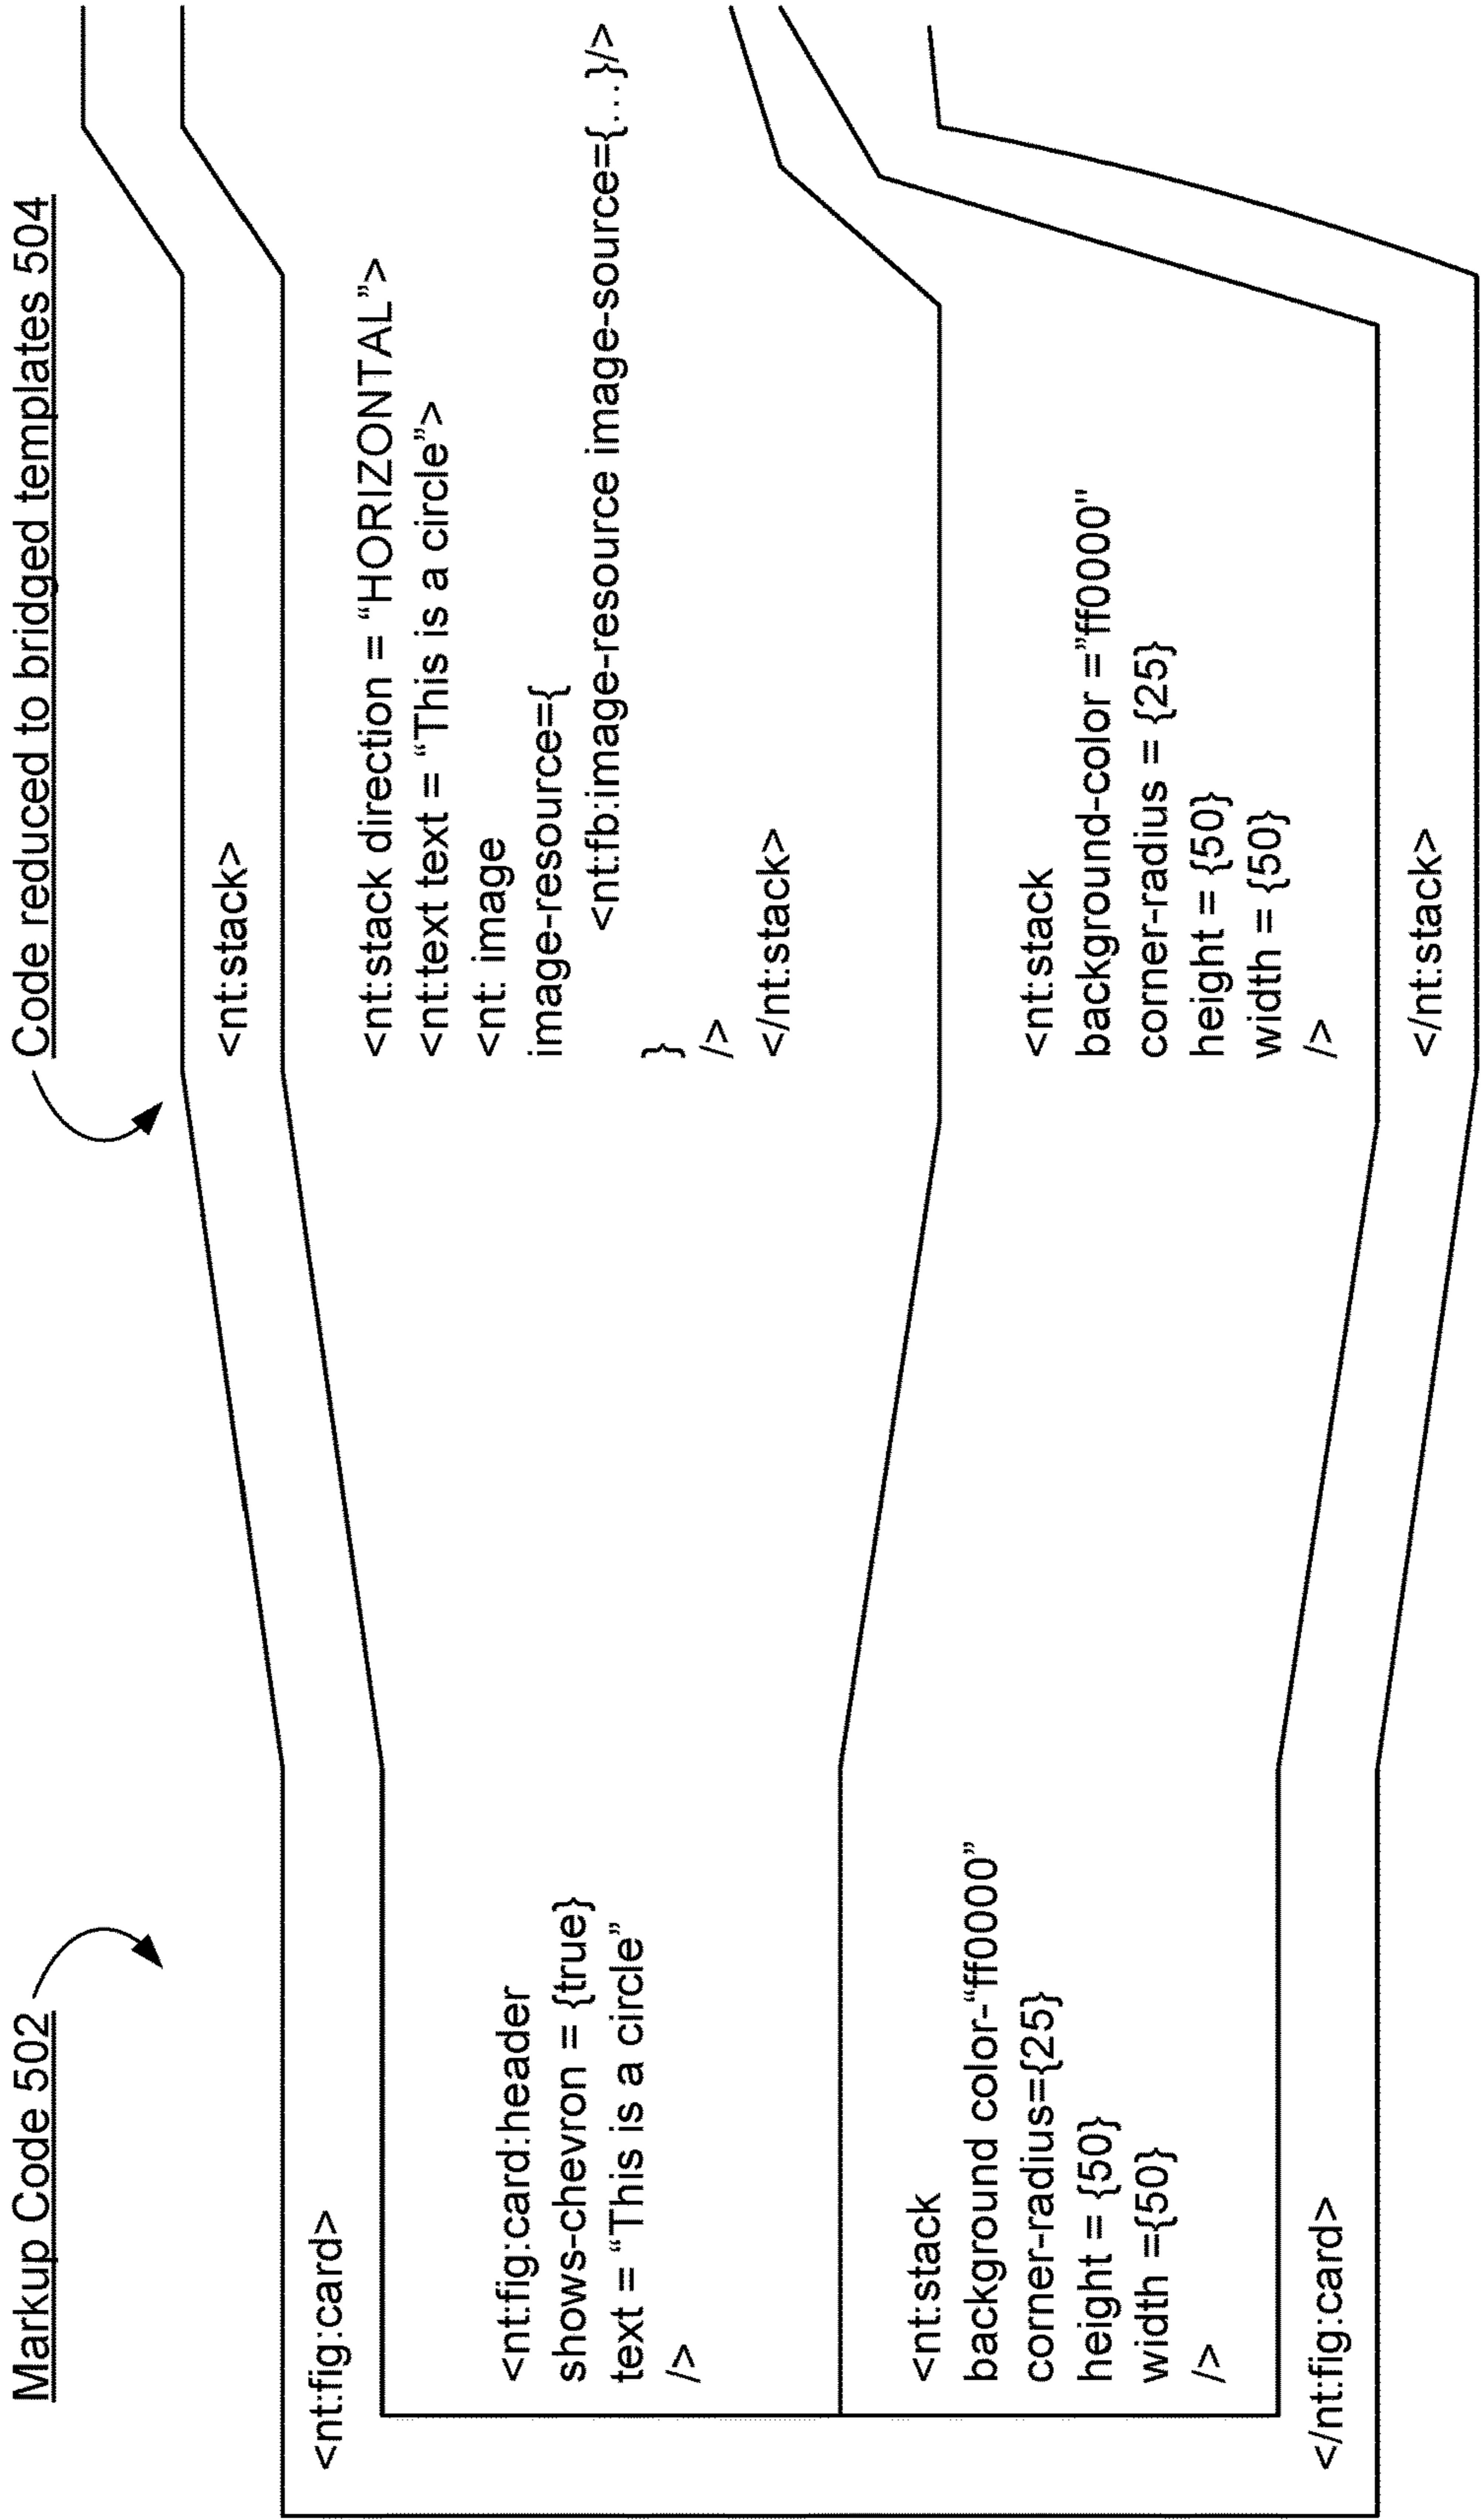 Markup Code 502
<nt:fig:card>
<nt:fig:card:header
shows-chevron = {true}
text = “This is a circle”
/>
<nt:stack
background color-“ff0000”
corner-radius={25}
height = {50}
width ={50}
/>
</nt:fig:card>
Code reduced to bridged templates 504
<nt:stack>
<nt:stack direction = “HORIZONTAL”>
<nt:text text = “This is a circle”>
<nt: image
image-resource={
<nt:fb:image-resource image-source={...}/>
}
/>
</nt:stack>
<nt:stack
background-color =”ff0000"
corner-radius = {25}
height = {50}
width = {50}
/>
</nt:stack>